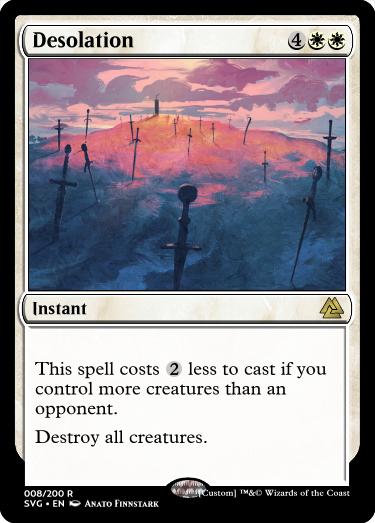 Desolation 4
Instant
This spell costs 2 less to cast if you
control more creatures than an
opponent.
Destroy all creatures.
008/200 R
SVG • EN ANATO FINNSTARK
[Custom] ™&© Wizards of the Coast